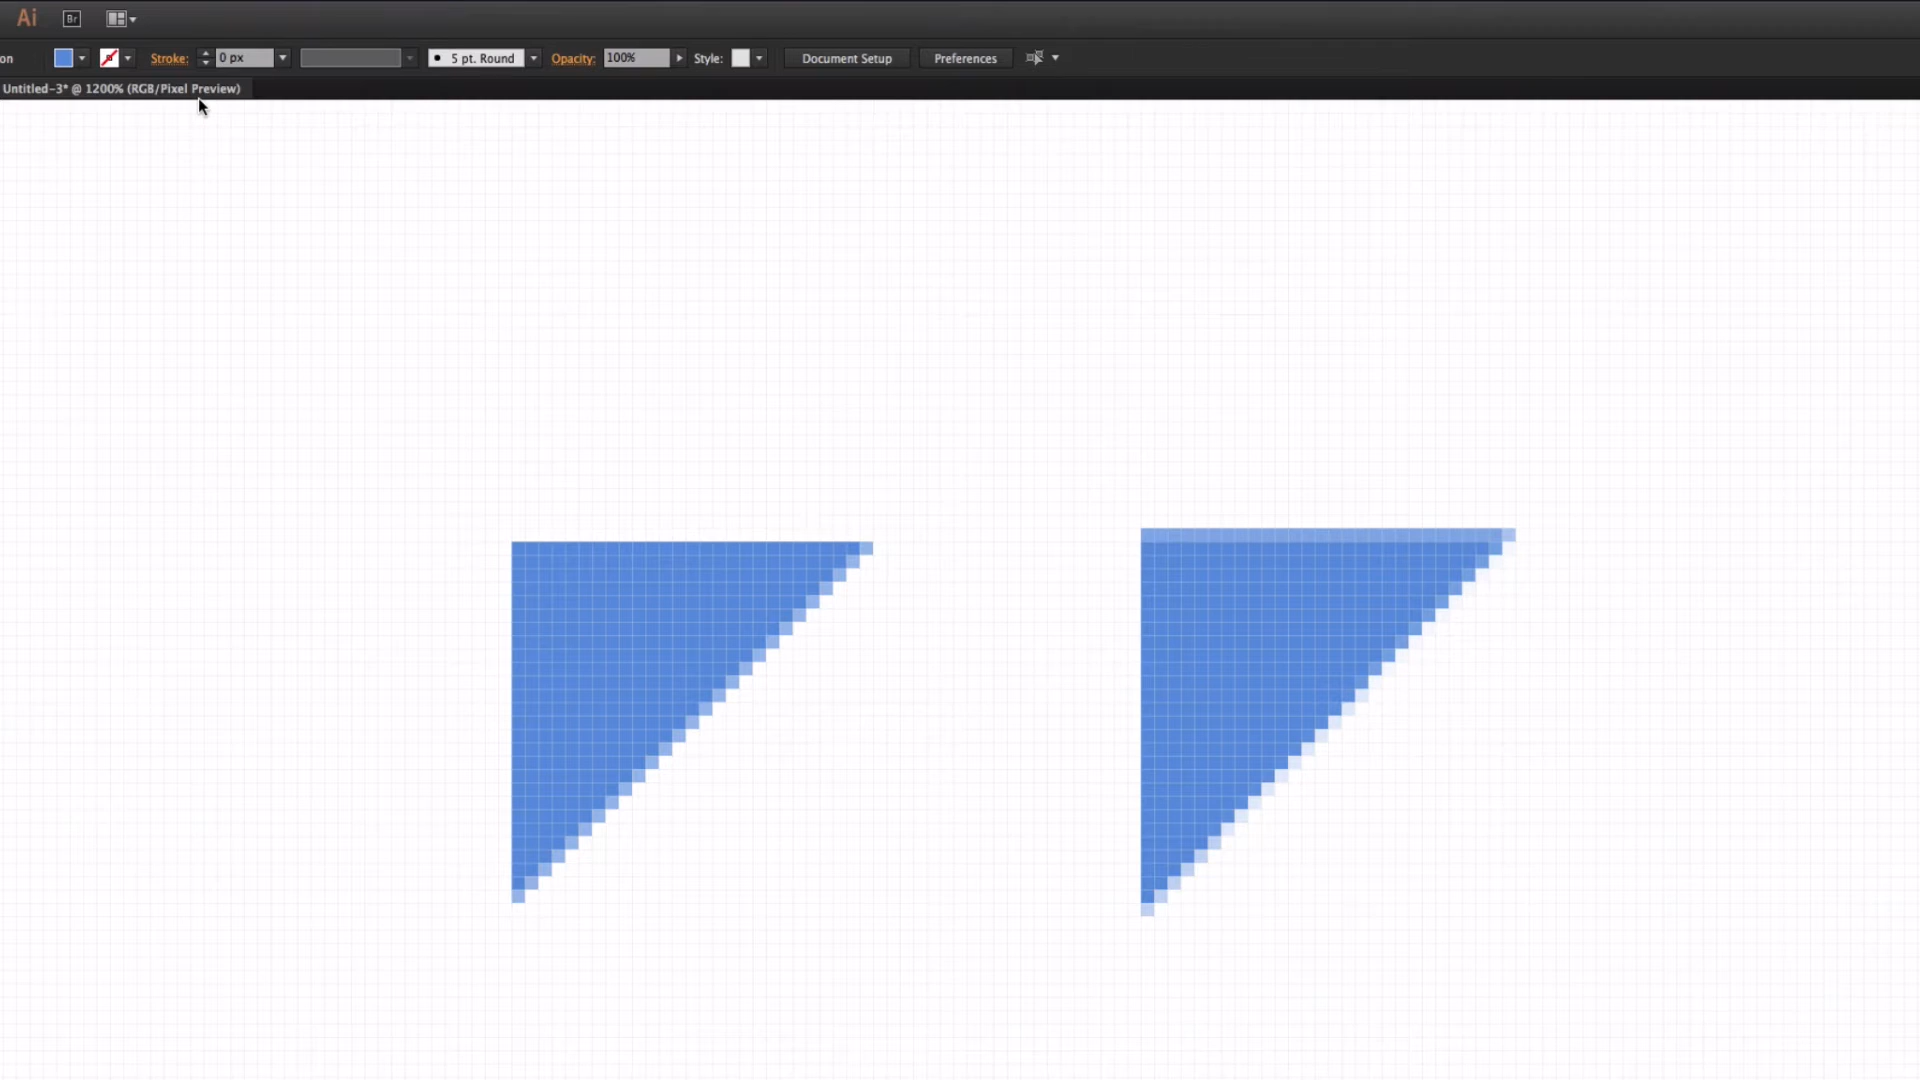 Ai Br
on Stroke: 0 px 5 pt. Round Opacity: 100% Style: Document Setup Preferences
Untitled-3* @ 1200% (RGB/Pixel Preview)